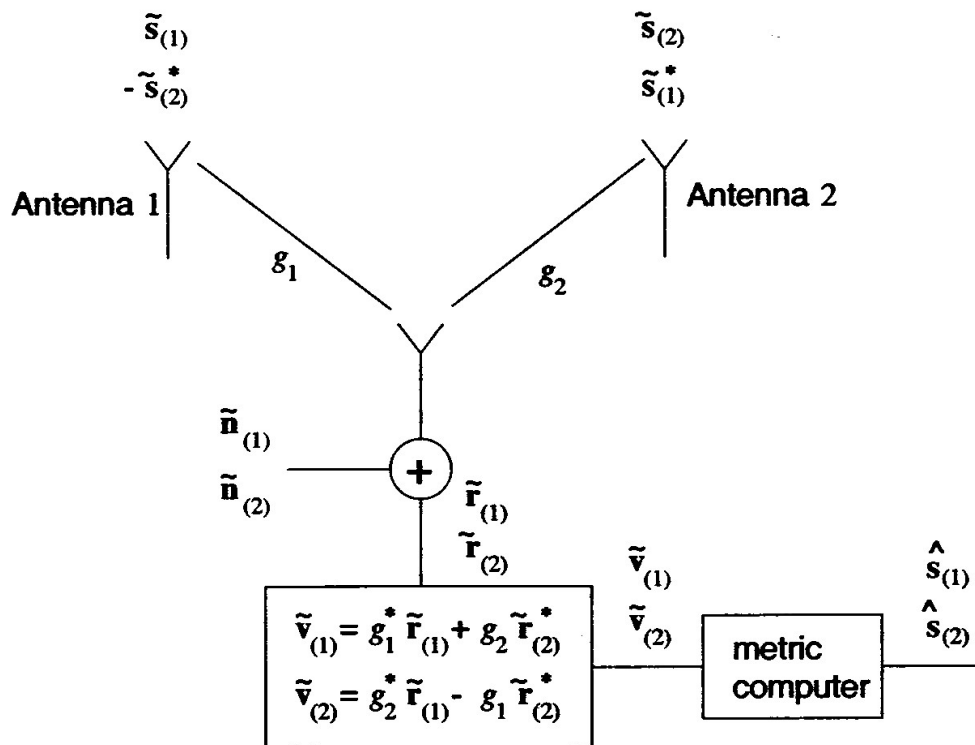 s̃(1)
s̃(2)
- s̃*(2)
s̃*(1)
Antenna 1
Antenna 2
g1
g2
ñ(1)
ñ(2)
+
r̃(1)
r̃(2)
ṽ(1)
ṽ(2)
ŝ(1)
ŝ(2)
ṽ(1) = g1* r̃(1) + g2 r̃(2)*
ṽ(2) = g2* r̃(1) - g1 r̃(2)*
metric
computer